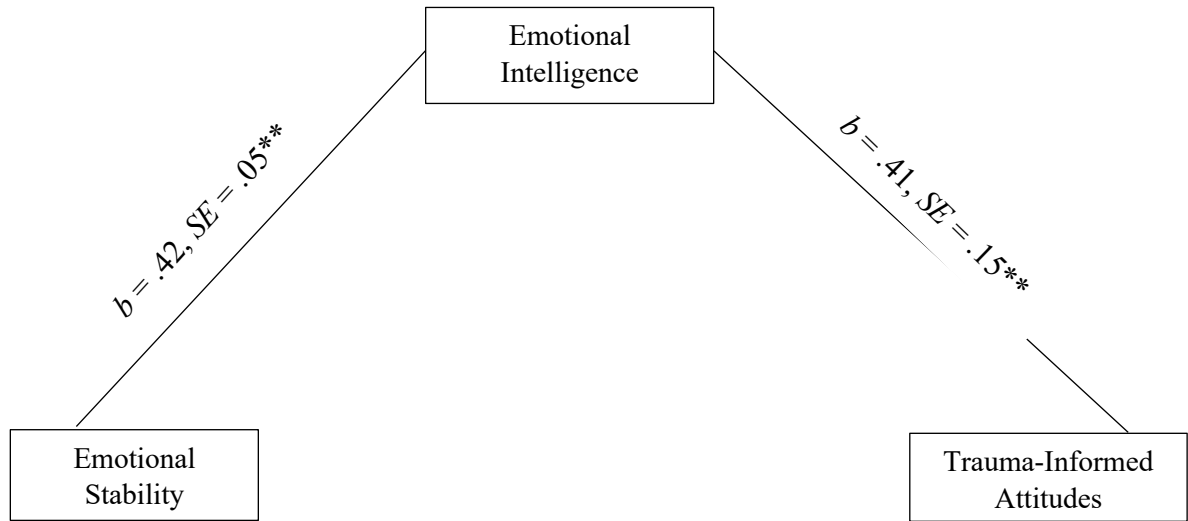 Emotional
Intelligence
b = .42, SE = .05**
b = .41, SE = .15**
Emotional
Stability
Trauma-Informed
Attitudes